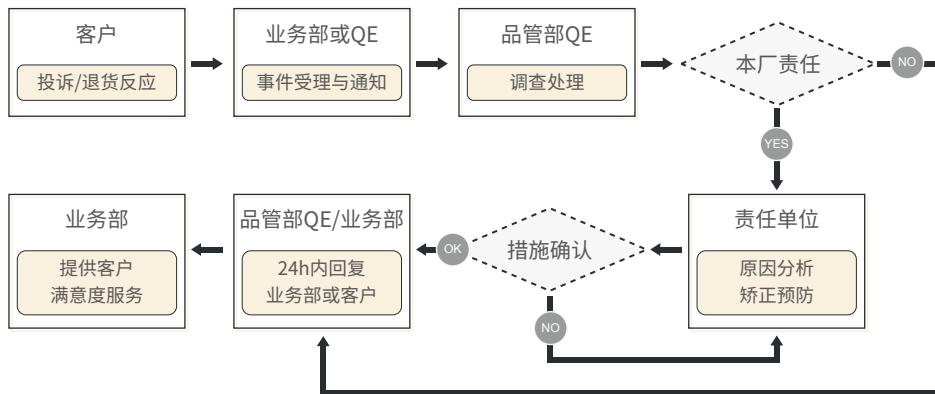 客户
投诉/退货反应
业务部或QE
事件受理与通知
品管部QE
调查处理
本厂责任
NO
YES
业务部
提供客户
满意度服务
品管部QE/业务部
24h内回复
业务部或客户
OK
措施确认
NO
责任单位
原因分析
矫正预防